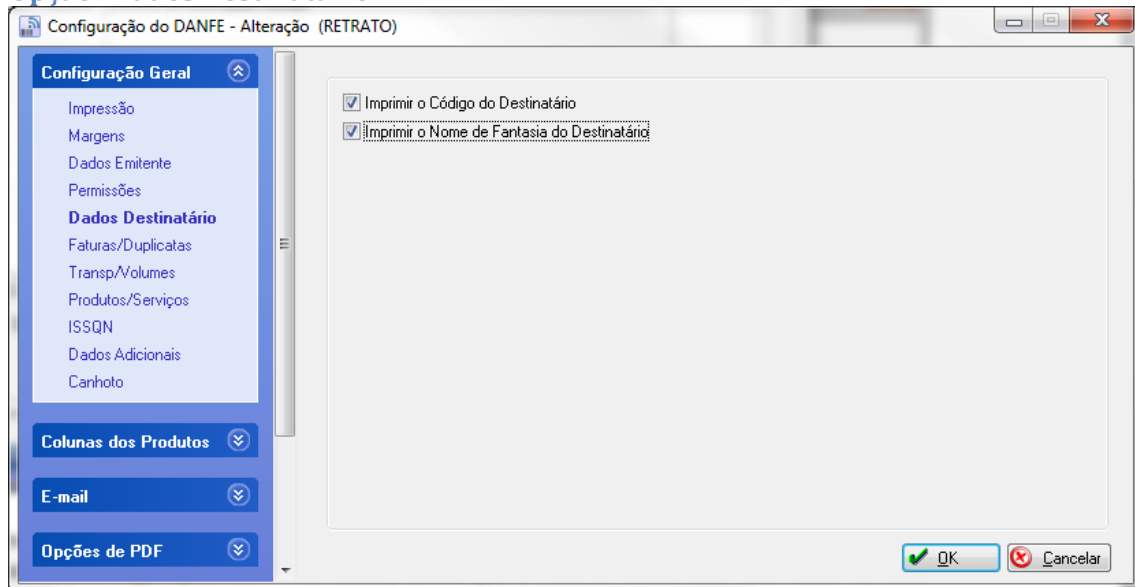 Configuração do DANFE - Alteração (RETRATO)
Configuração Geral
Impressão
Margens
Dados Emitente
Permissões
Dados Destinatário
Faturas/Duplicatas
Transp/Volumes
Produtos/Serviços
ISSQN
Dados Adicionais
Canhoto
Colunas dos Produtos
E-mail
Opções de PDF
Imprimir o Código do Destinatário
Imprimir o Nome de Fantasia do Destinatário
OK
Cancelar